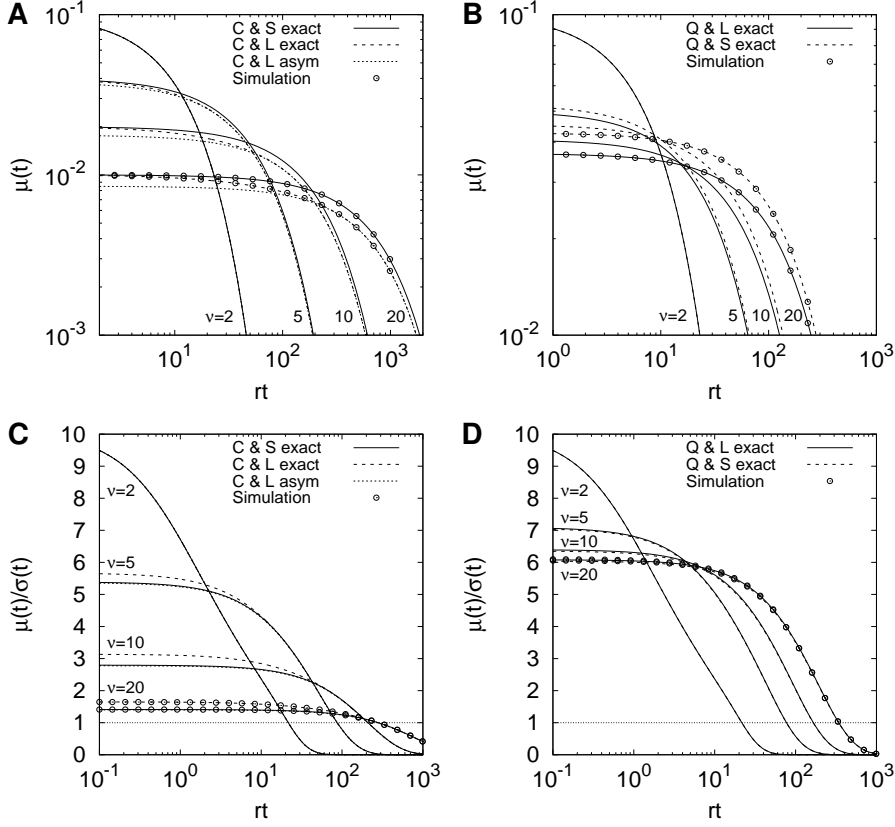 A
10^-1
10^-2
10^-3
μ(t)
C & S exact
C & L exact
C & L asym
Simulation
ν=2
5
10
20
10^1
10^2
10^3
rt
B
10^-1
10^-2
μ(t)
Q & L exact
Q & S exact
Simulation
ν=2
5
10
20
10^0
10^1
10^2
10^3
rt
C
10
9
8
7
6
5
4
3
2
1
0
μ(t)/σ(t)
C & S exact
C & L exact
C & L asym
Simulation
ν=2
ν=5
ν=10
ν=20
10^-1
10^0
10^1
10^2
10^3
rt
D
10
9
8
7
6
5
4
3
2
1
0
μ(t)/σ(t)
Q & L exact
Q & S exact
Simulation
ν=2
ν=5
ν=10
ν=20
10^-1
10^0
10^1
10^2
10^3
rt